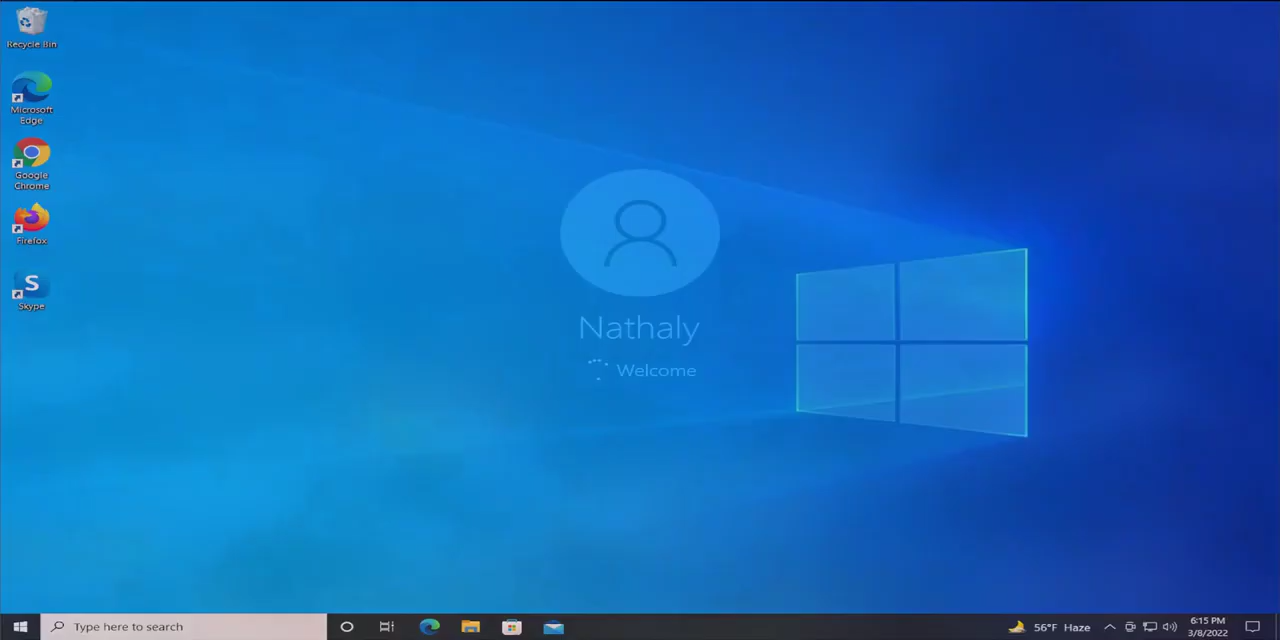 Recycle Bin
Microsoft
Edge
Google
Chrome
Firefox
S
Skype
Nathaly
Welcome
Type here to search
56°F Haze
6:15 PM
3/8/2022